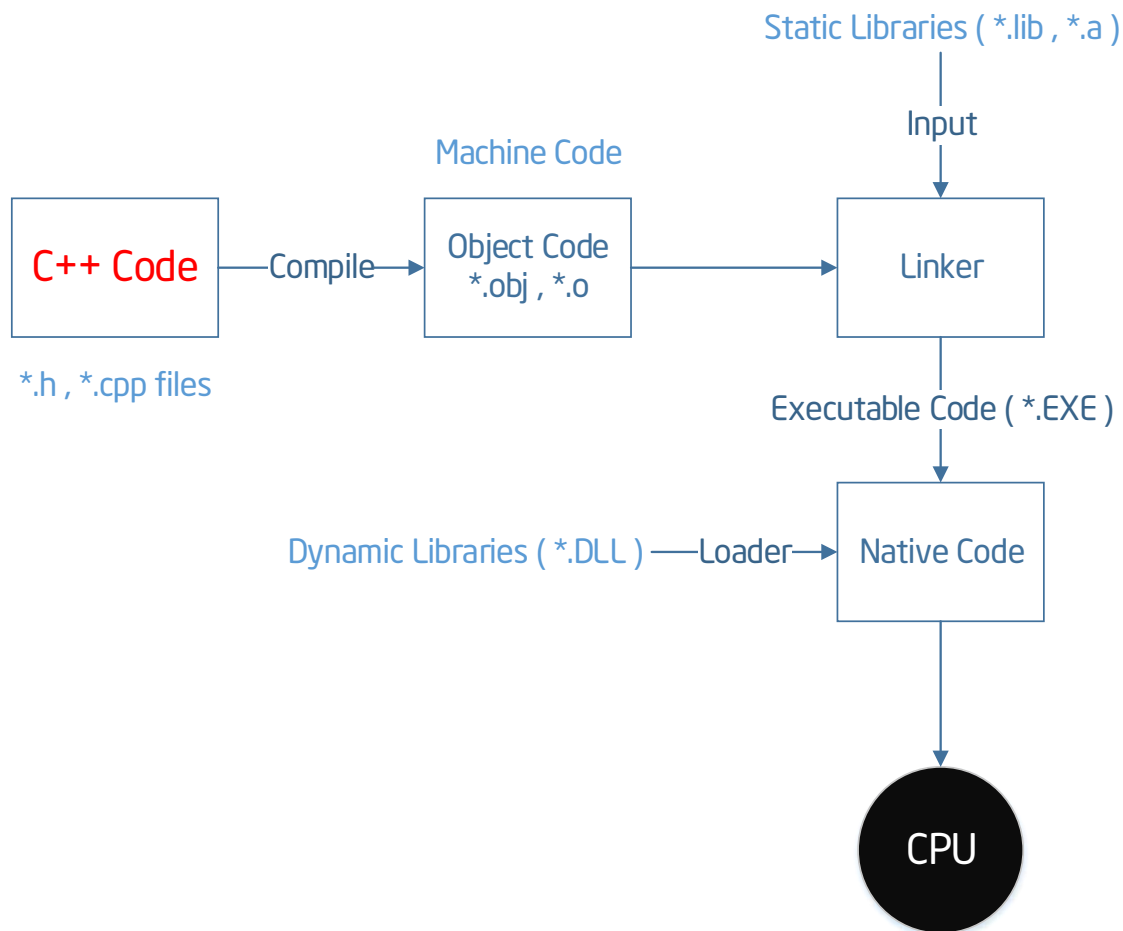 Static Libraries ( *.lib , *.a )
Input
Machine Code
C++ Code
Compile
Object Code
*.obj , *.o
Linker
*.h , *.cpp files
Executable Code ( *.EXE )
Dynamic Libraries ( *.DLL )
Loader
Native Code
CPU